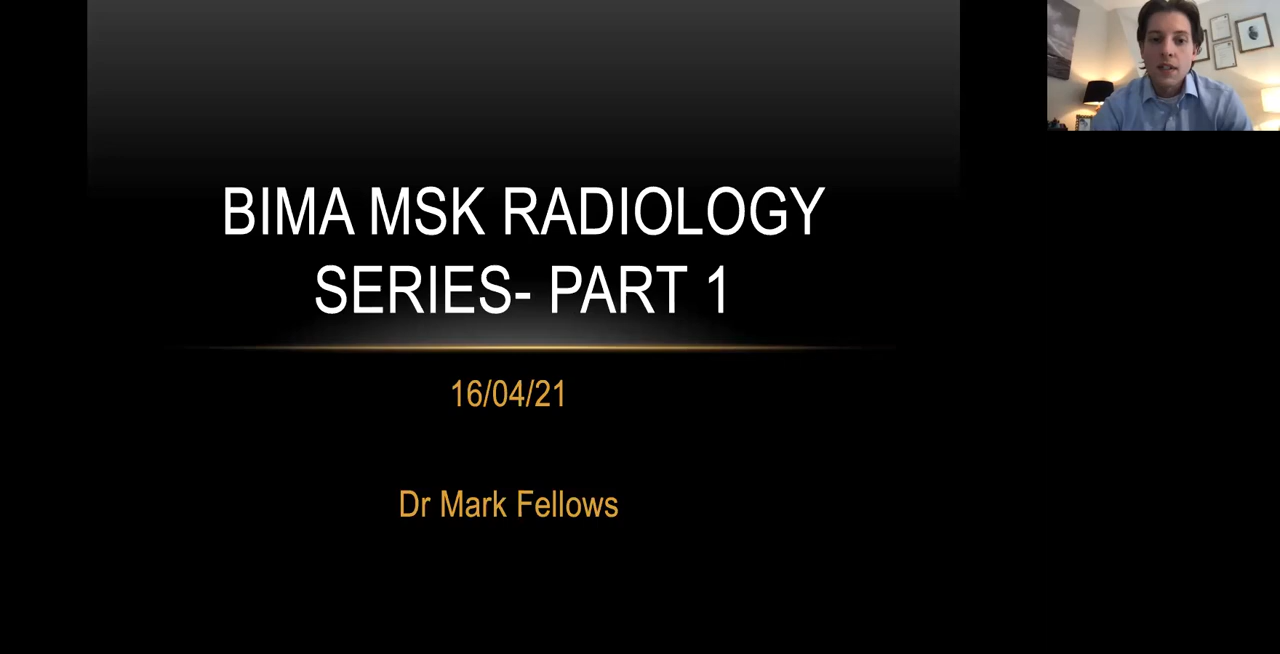 BIMA MSK RADIOLOGY
SERIES- PART 1
16/04/21
Dr Mark Fellows